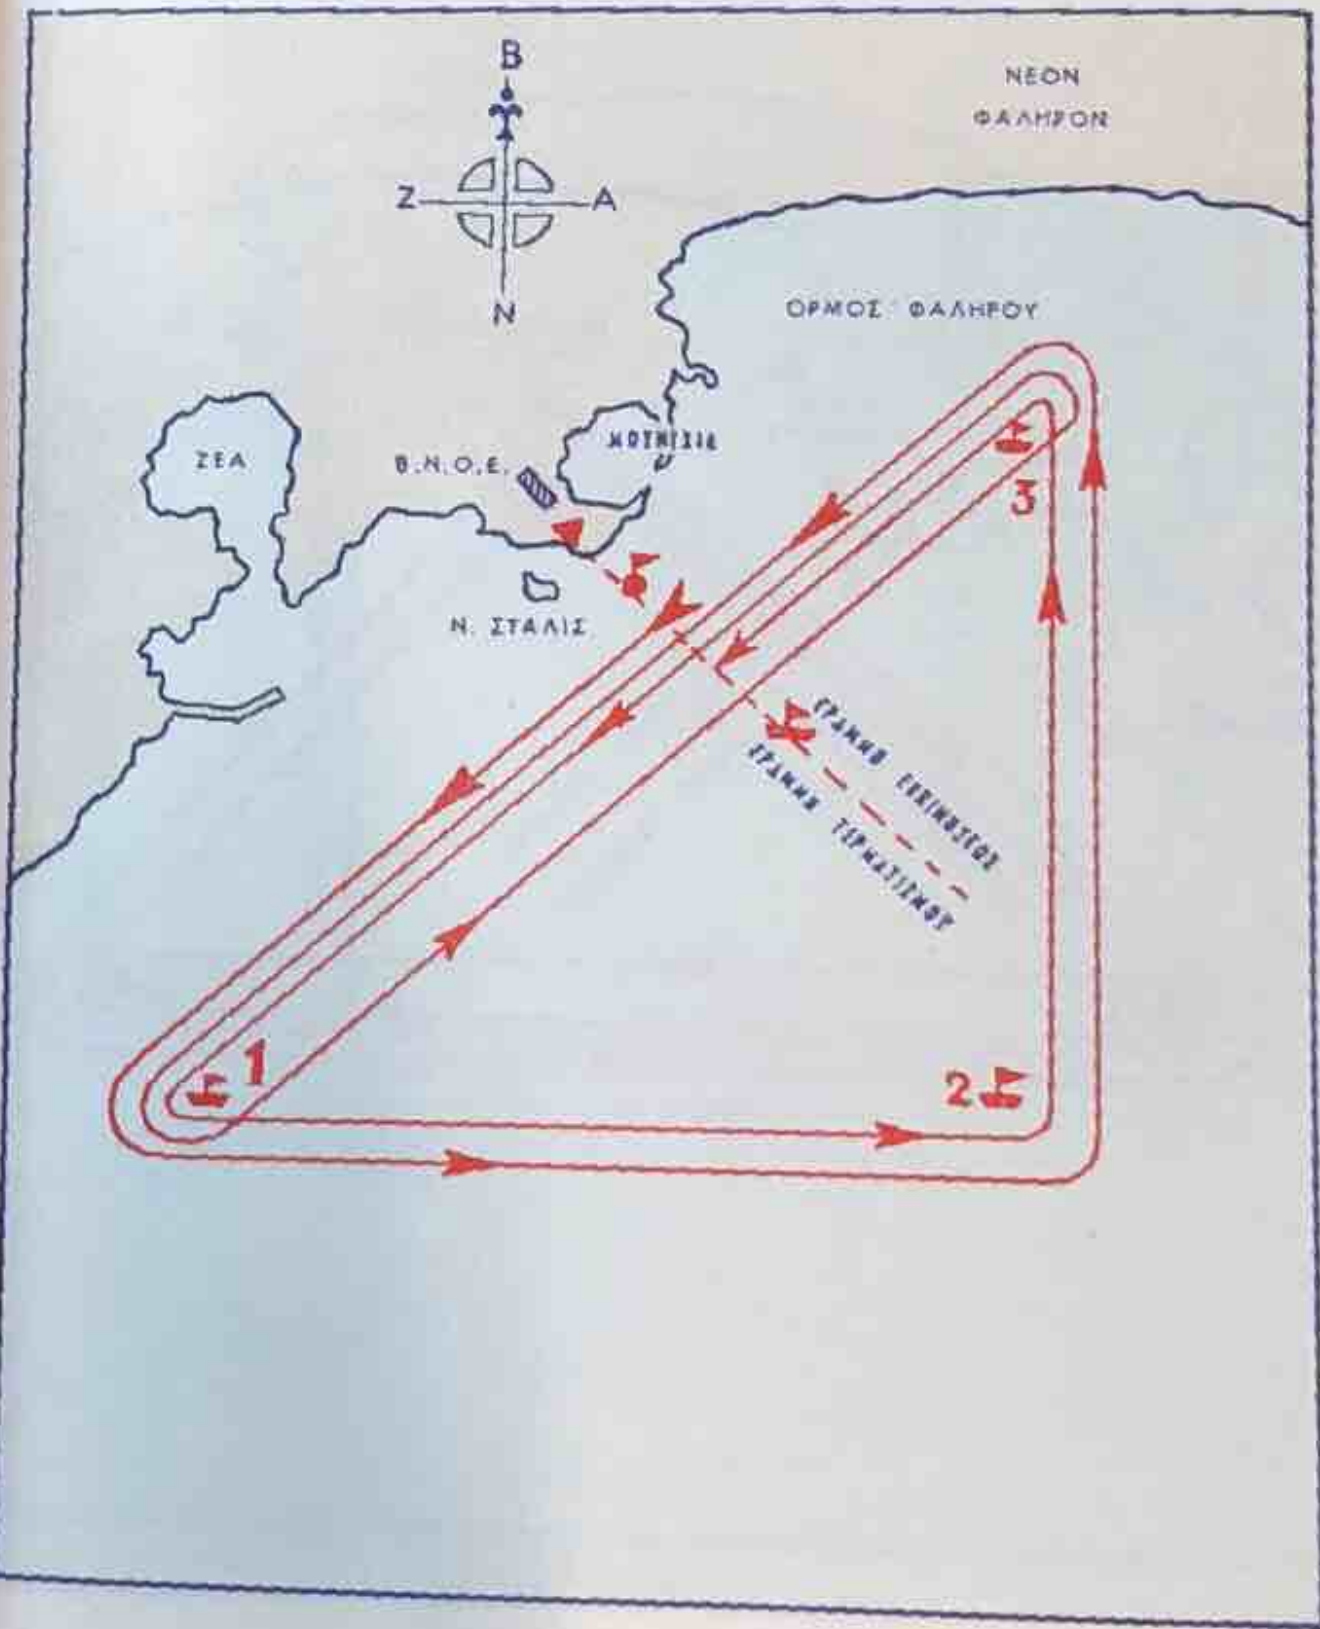 Β
ΝΕΟΝ
ΦΑΛΗΡΟΝ
Ζ
Α
Ν
ΟΡΜΟΣ ΦΑΛΗΡΟΥ
ΜΟΥΝΙΧΙΑ
ΖΕΑ
Β.Ν.Ο.Ε.
3
Ν. ΣΤΑΛΙΣ
ΓΡΑΜΜΗ ΕΚΚΙΝΗΣΕΩΣ
ΓΡΑΜΜΗ ΤΕΡΜΑΤΙΣΜΟΥ
1
2